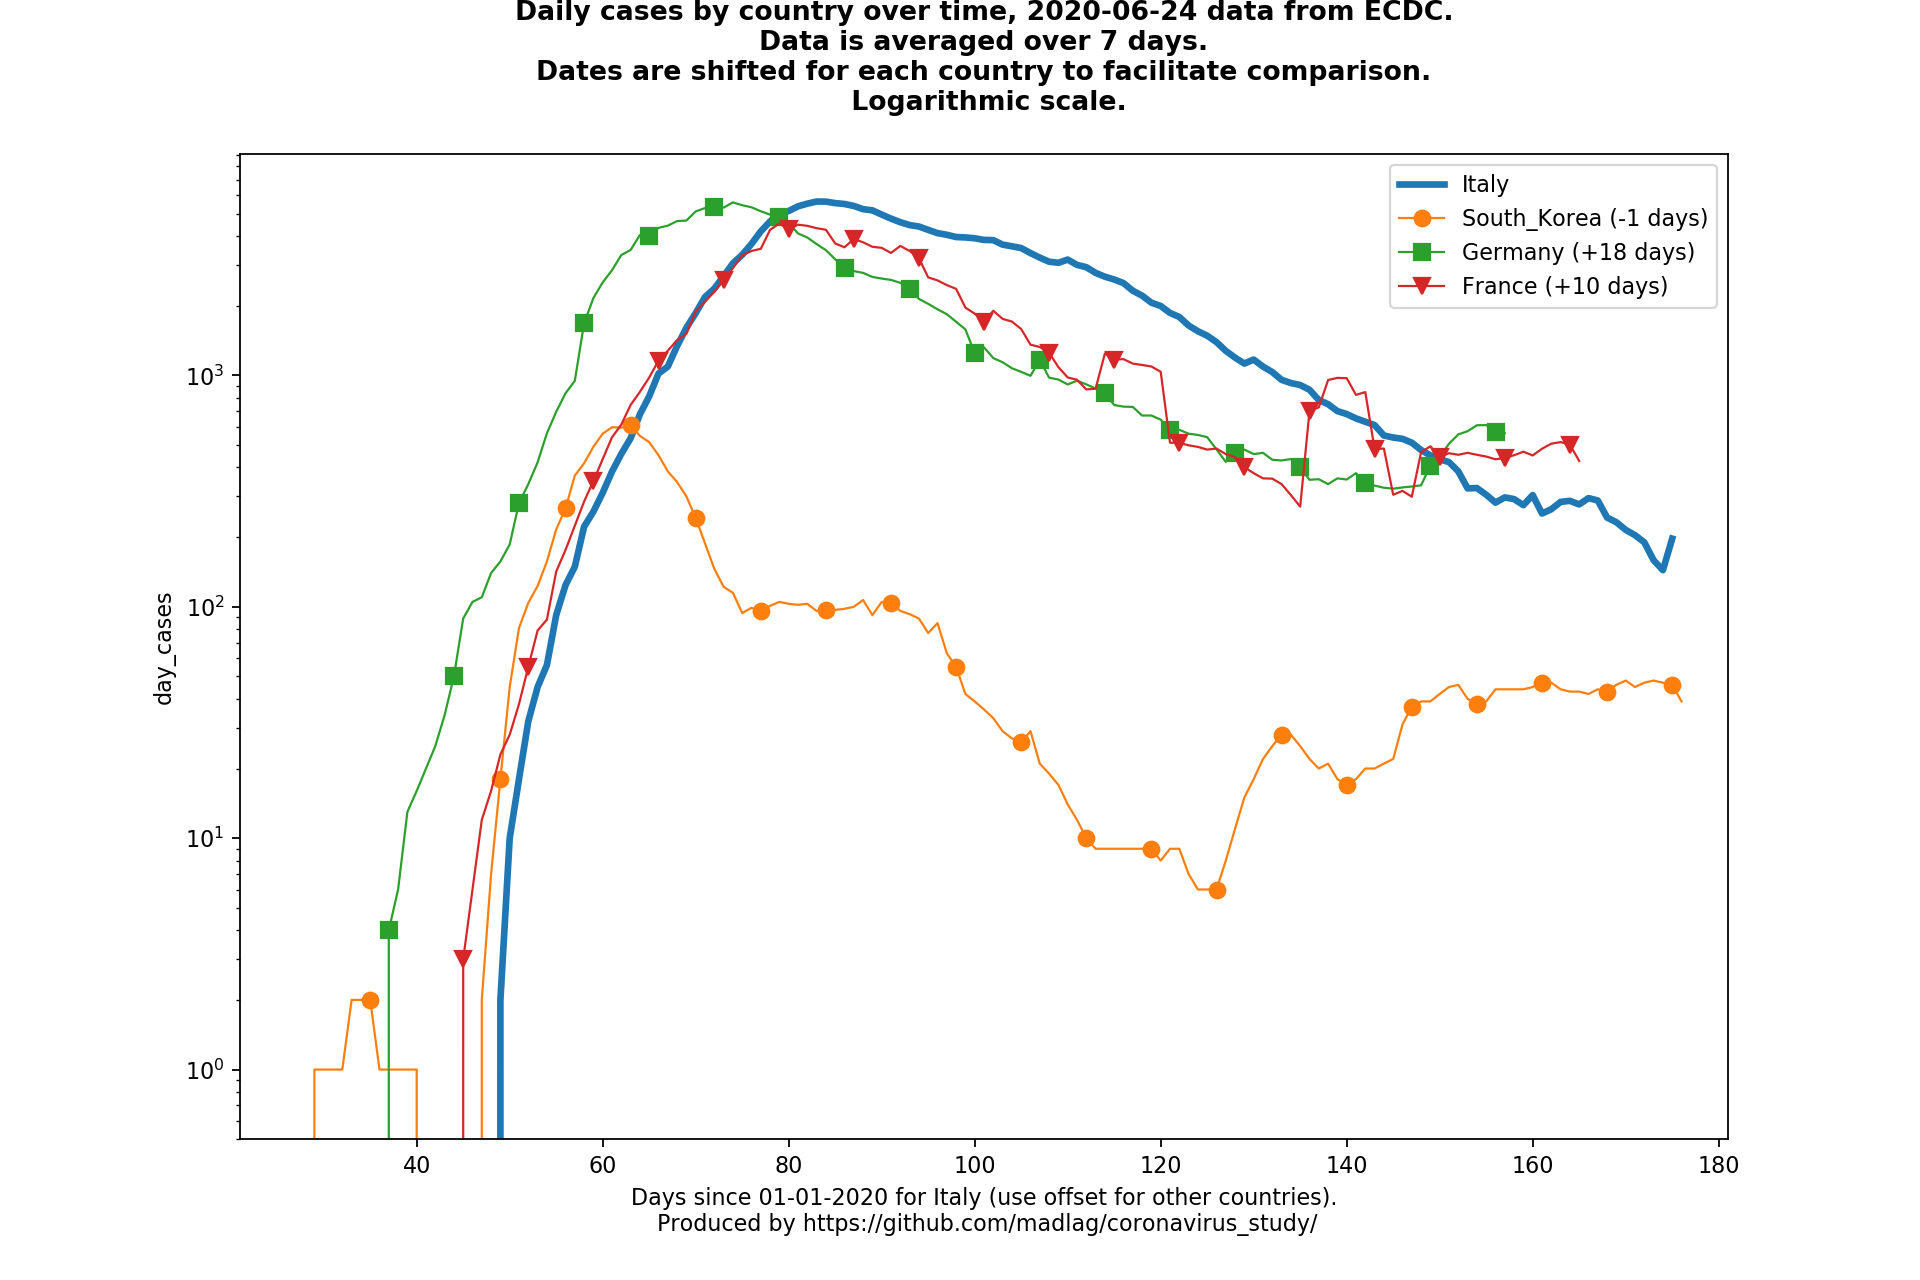 Daily cases by country over time, 2020-06-24 data from ECDC.
Data is averaged over 7 days.
Dates are shifted for each country to facilitate comparison.
Logarithmic scale.
Italy
South_Korea (-1 days)
Germany (+18 days)
France (+10 days)
day_cases
10³
10²
10¹
10⁰
40 60 80 100 120 140 160 180
Days since 01-01-2020 for Italy (use offset for other countries).
Produced by https://github.com/madlag/coronavirus_study/